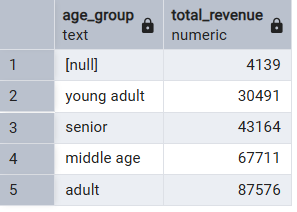 age_group total_revenue
text numeric
1 [null] 4139
2 young adult 30491
3 senior 43164
4 middle age 67711
5 adult 87576